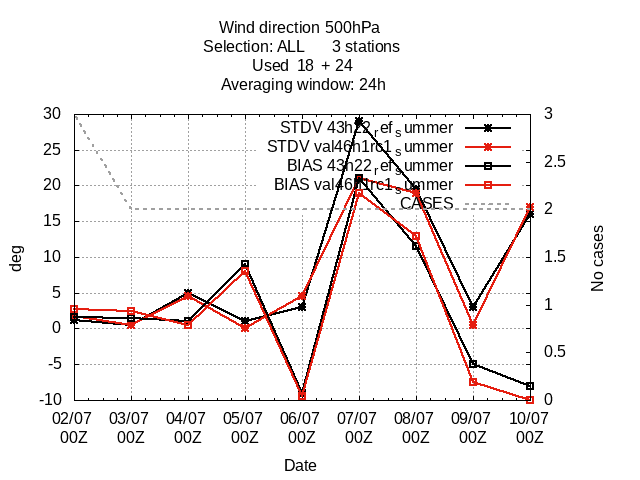 Wind direction 500hPa
Selection: ALL 3 stations
Used 18 + 24
Averaging window: 24h
STDV 43h22_ref_summer
STDV val46h1rc1_summer
BIAS 43h22_ref_summer
BIAS val46h1rc1_summer
CASES
30
25
20
15
10
5
0
-5
-10
deg
3
2.5
2
1.5
1
0.5
0
No cases
02/07 03/07 04/07 05/07 06/07 07/07 08/07 09/07 10/07
00Z 00Z 00Z 00Z 00Z 00Z 00Z 00Z 00Z
Date